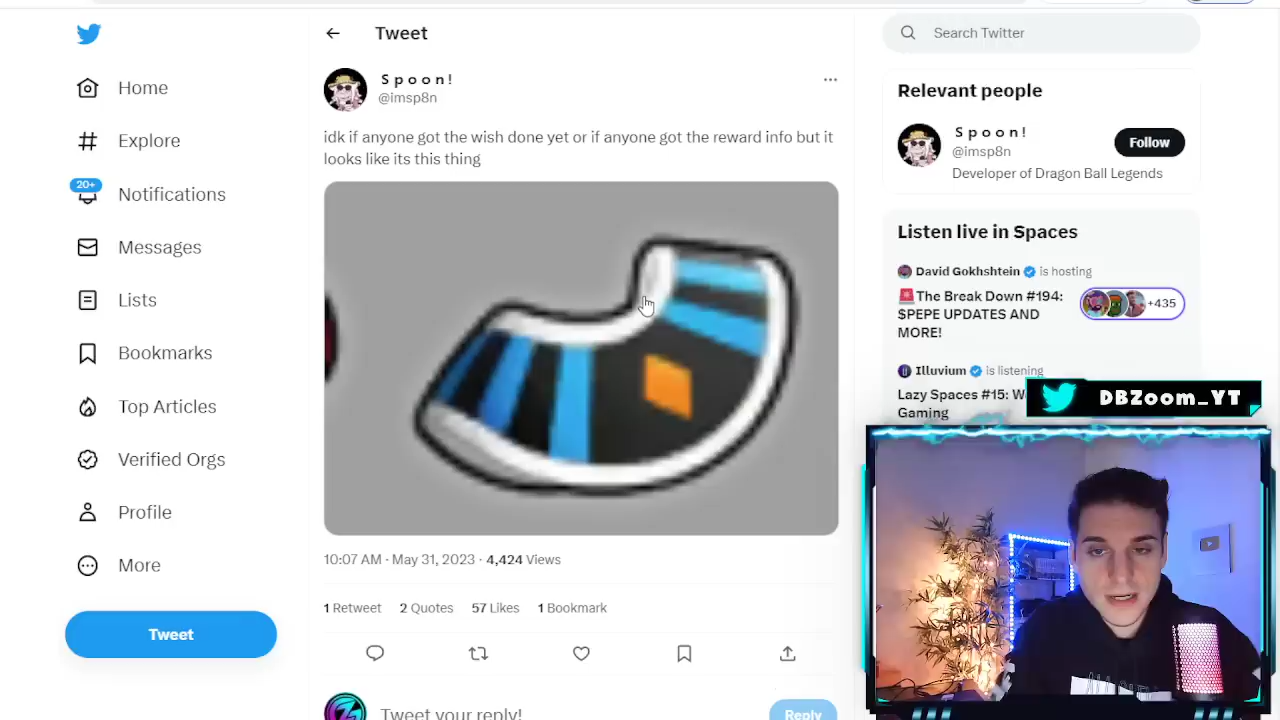 Home
Explore
20+
Notifications
Messages
Lists
Bookmarks
Top Articles
Verified Orgs
Profile
More
Tweet
Tweet
S p o o n !
@imsp8n
idk if anyone got the wish done yet or if anyone got the reward info but it
looks like its this thing
10:07 AM · May 31, 2023 · 4,424 Views
1 Retweet 2 Quotes 57 Likes 1 Bookmark
Tweet your reply!
Reply
Search Twitter
Relevant people
S p o o n !
@imsp8n
Follow
Developer of Dragon Ball Legends
Listen live in Spaces
David Gokhshtein is hosting
🚨The Break Down #194:
$PEPE UPDATES AND
MORE!
+435
Illuvium is listening
Lazy Spaces #15: W
Gaming
DBZoom_YT